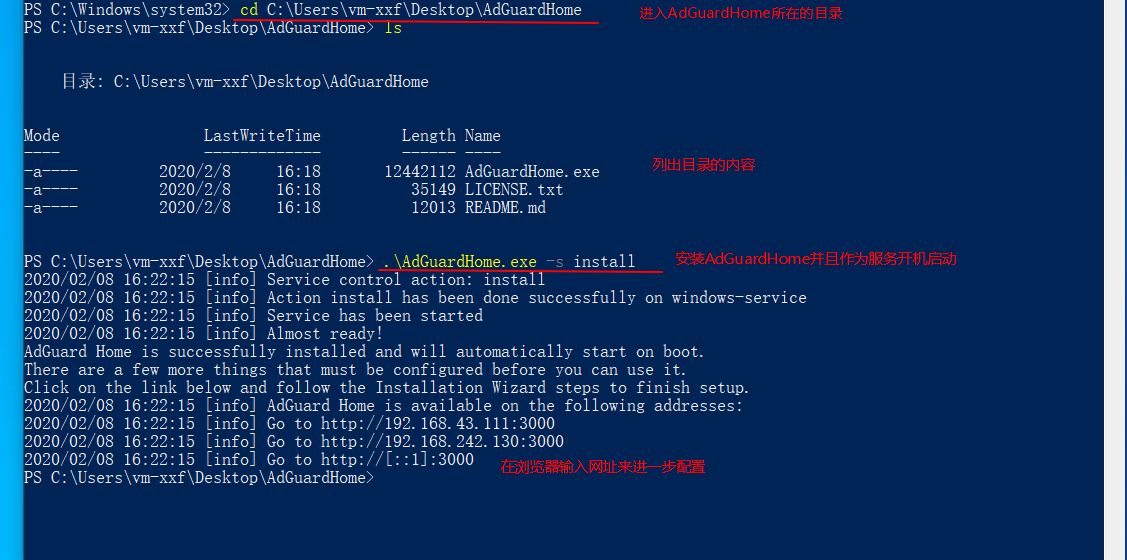 PS C:\Windows\system32> cd C:\Users\vm-xxf\Desktop\AdGuardHome
进入AdGuardHome所在的目录
PS C:\Users\vm-xxf\Desktop\AdGuardHome> ls
目录: C:\Users\vm-xxf\Desktop\AdGuardHome
Mode LastWriteTime Length Name
---- ------------- ------ ----
-a---- 2020/2/8 16:18 12442112 AdGuardHome.exe
列出目录的内容
-a---- 2020/2/8 16:18 35149 LICENSE.txt
-a---- 2020/2/8 16:18 12013 README.md
PS C:\Users\vm-xxf\Desktop\AdGuardHome> .\AdGuardHome.exe -s install
安装AdGuardHome并且作为服务开机启动
2020/02/08 16:22:15 [info] Service control action: install
2020/02/08 16:22:15 [info] Action install has been done successfully on windows-service
2020/02/08 16:22:15 [info] Service has been started
2020/02/08 16:22:15 [info] Almost ready!
AdGuard Home is successfully installed and will automatically start on boot.
There are a few more things that must be configured before you can use it.
Click on the link below and follow the Installation Wizard steps to finish setup.
2020/02/08 16:22:15 [info] AdGuard Home is available on the following addresses:
2020/02/08 16:22:15 [info] Go to http://192.168.43.111:3000
2020/02/08 16:22:15 [info] Go to http://192.168.242.130:3000
2020/02/08 16:22:15 [info] Go to http://[::1]:3000
在浏览器输入网址来进一步配置
PS C:\Users\vm-xxf\Desktop\AdGuardHome>